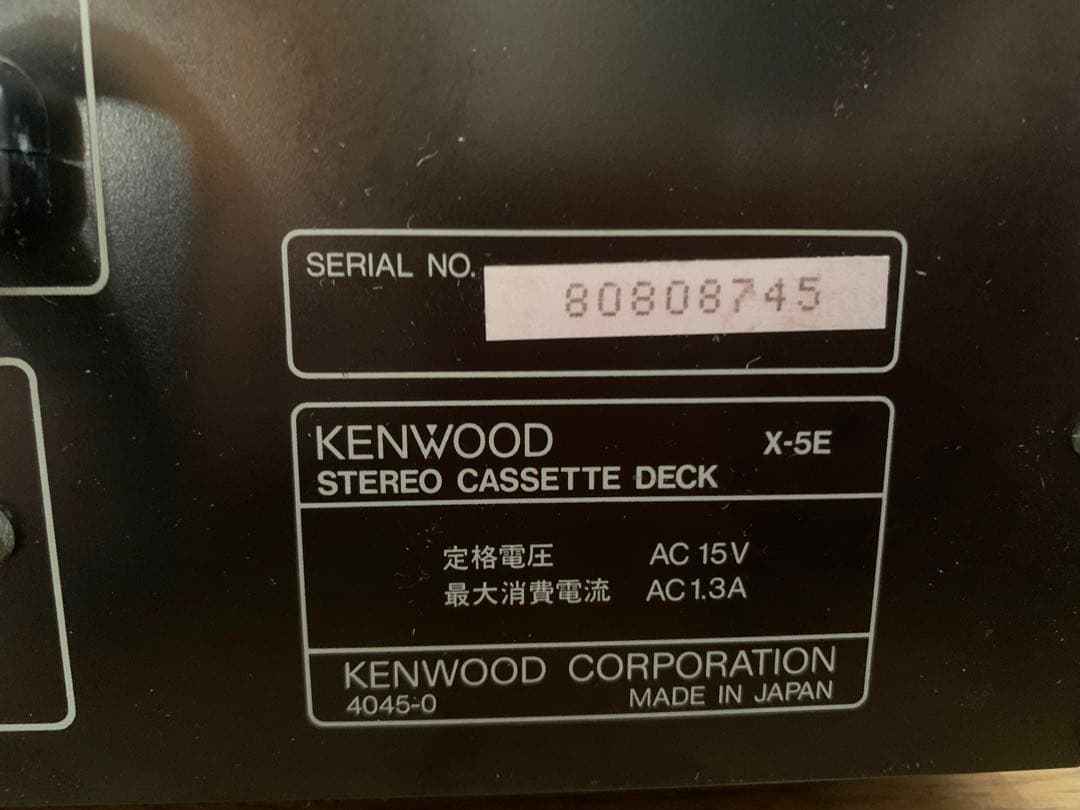 SERIAL NO. 80808745
KENWOOD X-5E
STEREO CASSETTE DECK
定格電圧 AC 15V
最大消費電流 AC 1.3A
KENWOOD CORPORATION
4045-0 MADE IN JAPAN